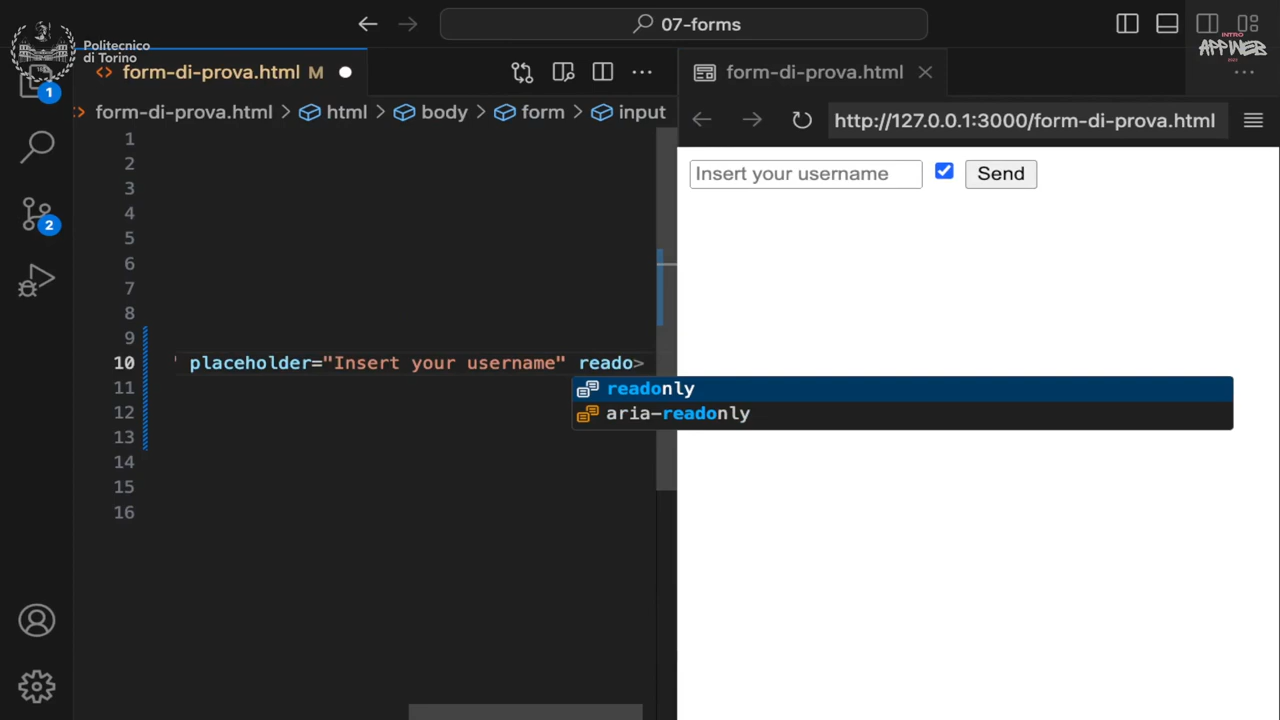 07-forms
Politecnico
di Torino
INTRO
APPWEB
form-di-prova.html M
form-di-prova.html
1
form-di-prova.html > html > body > form > input
http://127.0.0.1:3000/form-di-prova.html
1
2
3
4
5
6
7
8
9
10
11
12
13
14
15
16
' placeholder="Insert your username" reado>
readonly
aria-readonly
2
Insert your username
Send